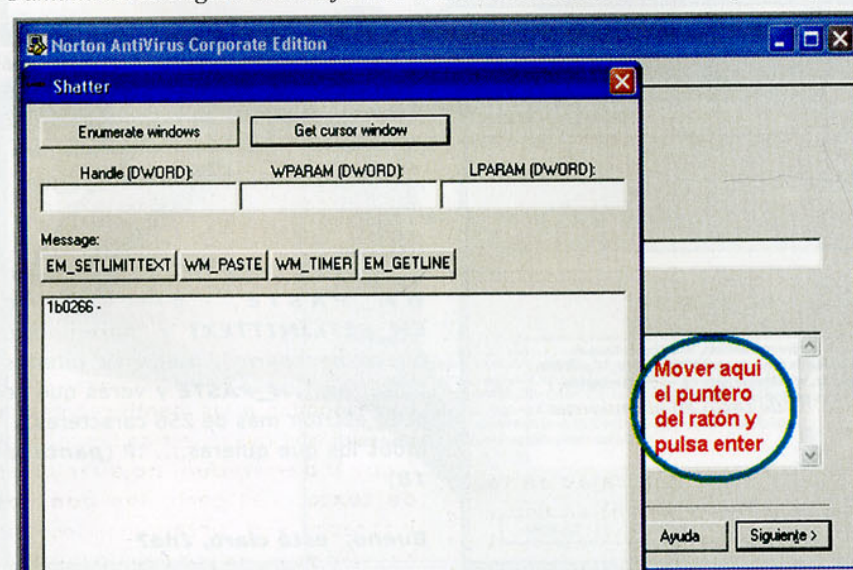 Norton AntiVirus Corporate Edition
Shatter
Enumerate windows
Get cursor window
Handle (DWORD):
WPARAM (DWORD):
LPARAM (DWORD):
Message:
EM_SETLIMITTEXT
WM_PASTE
WM_TIMER
EM_GETLINE
1b0266 -
Mover aqui
el puntero
del ratón y
pulsa enter
Ayuda
Siguiente >